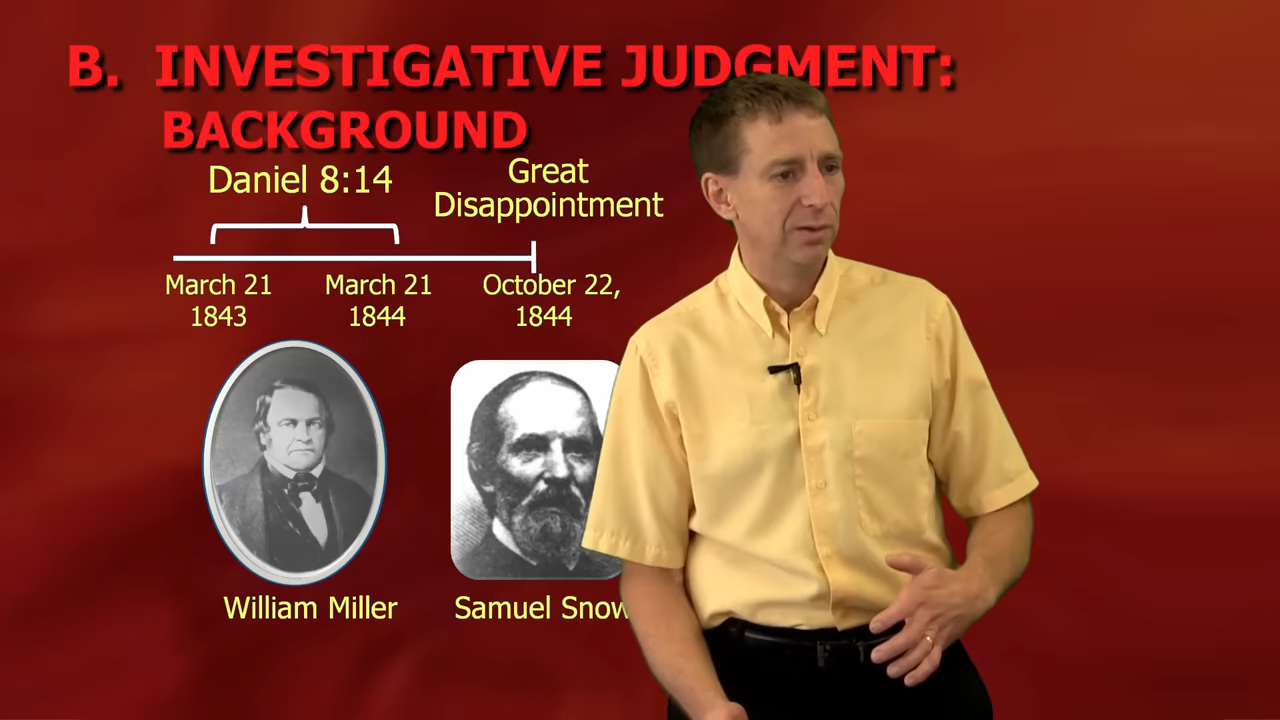 B. INVESTIGATIVE JUDGMENT:
BACKGROUND
Daniel 8:14
Great
Disappointment
March 21
1843
March 21
1844
October 22,
1844
William Miller
Samuel Snow